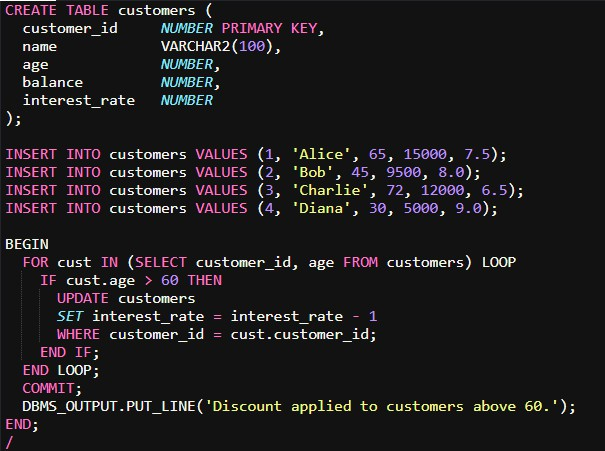 CREATE TABLE customers (
  customer_id     NUMBER PRIMARY KEY,
  name            VARCHAR2(100),
  age             NUMBER,
  balance         NUMBER,
  interest_rate   NUMBER
);

INSERT INTO customers VALUES (1, 'Alice', 65, 15000, 7.5);
INSERT INTO customers VALUES (2, 'Bob', 45, 9500, 8.0);
INSERT INTO customers VALUES (3, 'Charlie', 72, 12000, 6.5);
INSERT INTO customers VALUES (4, 'Diana', 30, 5000, 9.0);

BEGIN
  FOR cust IN (SELECT customer_id, age FROM customers) LOOP
    IF cust.age > 60 THEN
      UPDATE customers
      SET interest_rate = interest_rate - 1
      WHERE customer_id = cust.customer_id;
    END IF;
  END LOOP;
  COMMIT;
  DBMS_OUTPUT.PUT_LINE('Discount applied to customers above 60.');
END;
/